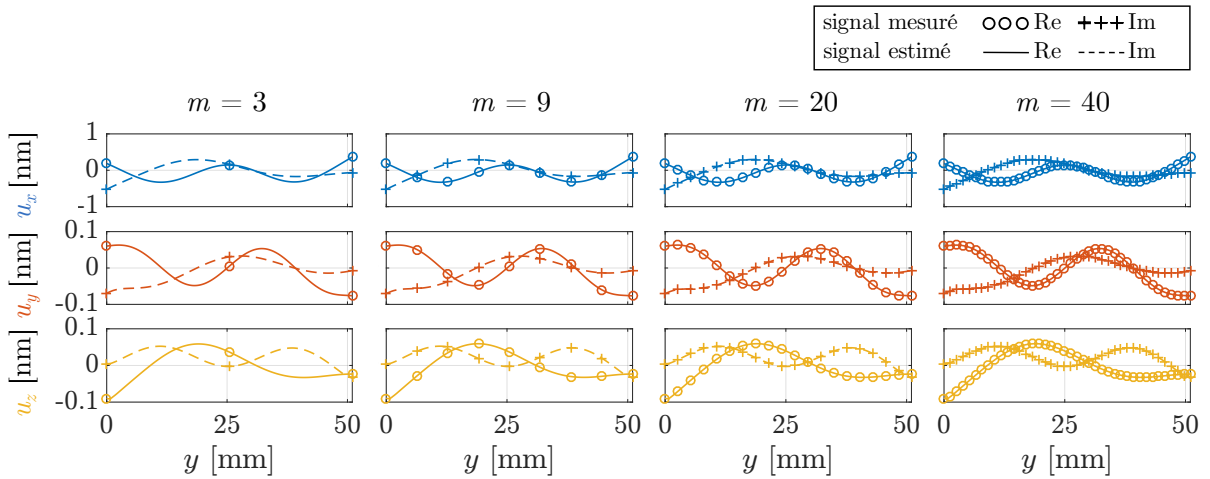 signal mesuré Re Im
signal estimé Re Im
m = 3
m = 9
m = 20
m = 40
u_x [nm]
1
0
-1
u_y [nm]
0.1
0
-0.1
u_z [nm]
0.1
0
-0.1
0 25 50
0 25 50
0 25 50
0 25 50
y [mm]
y [mm]
y [mm]
y [mm]